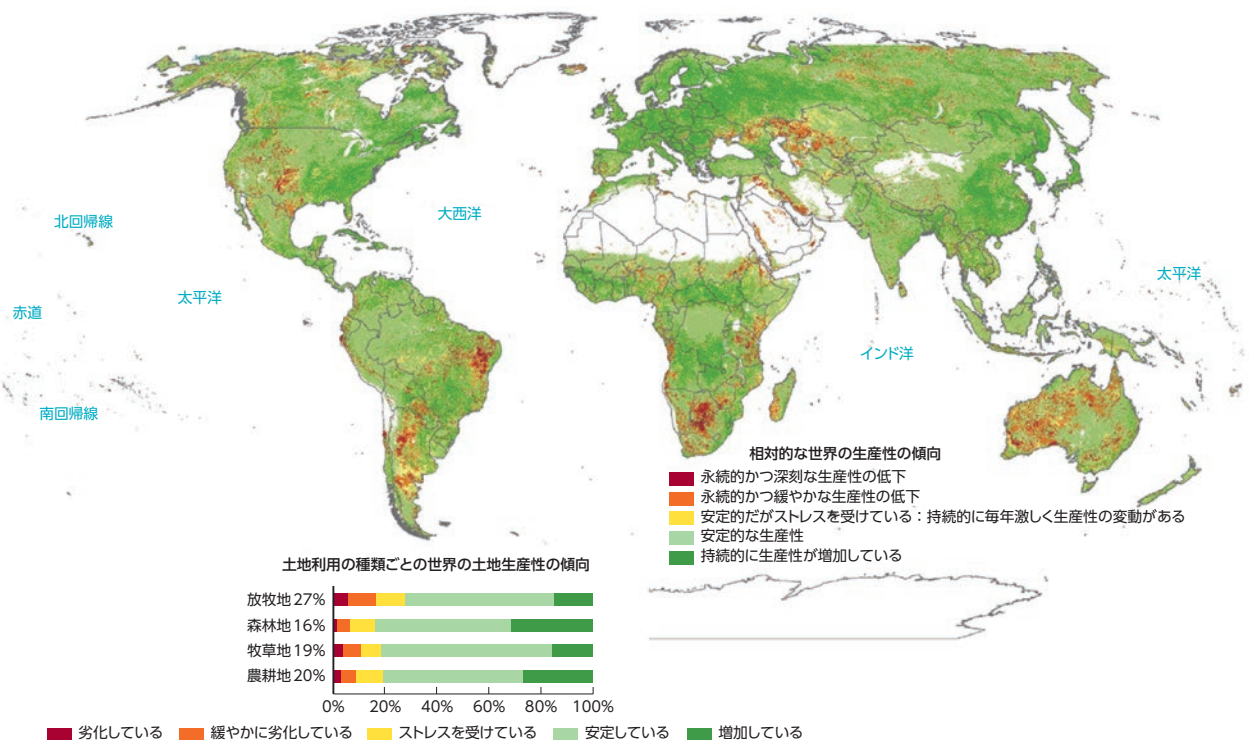 北回帰線
大西洋
太平洋
太平洋
赤道
インド洋
南回帰線
相対的な世界の生産性の傾向
永続的かつ深刻な生産性の低下
永続的かつ緩やかな生産性の低下
安定的だがストレスを受けている：持続的に毎年激しく生産性の変動がある
安定的な生産性
持続的に生産性が増加している
土地利用の種類ごとの世界の土地生産性の傾向
放牧地 27%
森林地 16%
牧草地 19%
農耕地 20%
0% 20% 40% 60% 80% 100%
劣化している 緩やかに劣化している ストレスを受けている 安定している 増加している